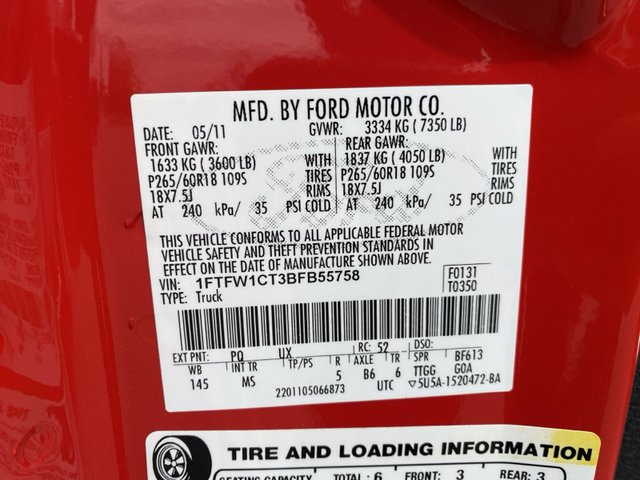 MFD. BY FORD MOTOR CO.
DATE: 05/11 GVWR: 3334 KG ( 7350 LB)
FRONT GAWR: REAR GAWR:
1633 KG ( 3600 LB) WITH 1837 KG ( 4050 LB) WITH
P265/60R18 109S TIRES P265/60R18 109S TIRES
18X7.5J RIMS 18X7.5J RIMS
AT 240 kPa/ 35 PSI COLD AT 240 kPa/ 35 PSI COLD
THIS VEHICLE CONFORMS TO ALL APPLICABLE FEDERAL MOTOR
VEHICLE SAFETY AND THEFT PREVENTION STANDARDS IN
EFFECT ON THE DATE OF MANUFACTURE SHOWN ABOVE.
VIN: 1FTFW1CT3BFB55758 F0131
TYPE: Truck T0350
EXT PNT: PQ UX RC: 52 DSO:
WB INT TR TP/PS R AXLE TR SPR BF613
145 MS 5 B6 6 TTGG GOA
2201105066873 UTC ▽5U5A-1520472-BA
TIRE AND LOADING INFORMATION
SEATING CAPACITY TOTAL: 6 FRONT: 3 REAR: 3